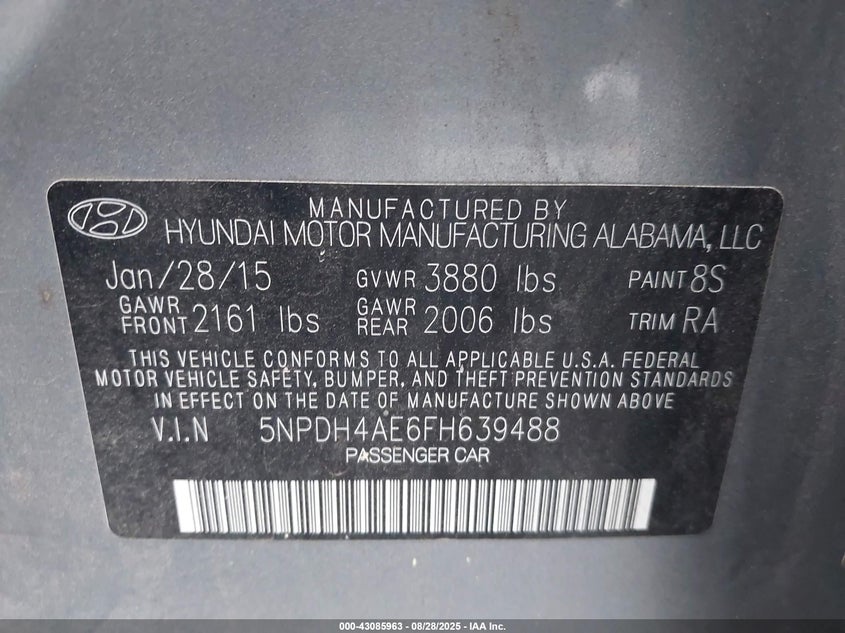 MANUFACTURED BY
HYUNDAI MOTOR MANUFACTURING ALABAMA, LLC
Jan/28/15 GVWR 3880 lbs PAINT 8S
GAWR FRONT 2161 lbs GAWR REAR 2006 lbs TRIM RA
THIS VEHICLE CONFORMS TO ALL APPLICABLE U.S.A. FEDERAL
MOTOR VEHICLE SAFETY, BUMPER, AND THEFT PREVENTION STANDARDS
IN EFFECT ON THE DATE OF MANUFACTURE SHOWN ABOVE
V.I.N 5NPDH4AE6FH639488
PASSENGER CAR
000-43085963 - 08/28/2025 - IAA Inc.